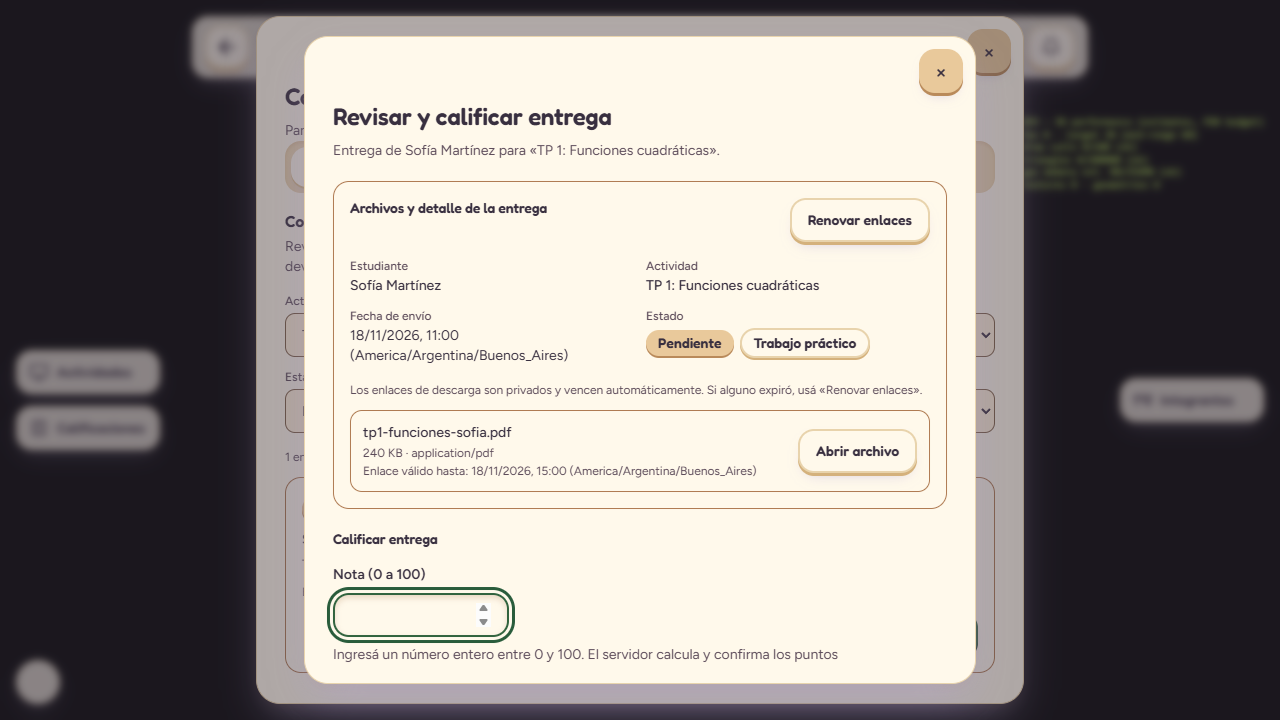 ×
×
Revisar y calificar entrega
Entrega de Sofía Martínez para «TP 1: Funciones cuadráticas».
Archivos y detalle de la entrega
Renovar enlaces
Estudiante
Sofía Martínez
Actividad
TP 1: Funciones cuadráticas
Fecha de envío
18/11/2026, 11:00
(America/Argentina/Buenos_Aires)
Estado
Pendiente
Trabajo práctico
Los enlaces de descarga son privados y vencen automáticamente. Si alguno expiró, usá «Renovar enlaces».
tp1-funciones-sofia.pdf
240 KB · application/pdf
Enlace válido hasta: 18/11/2026, 15:00 (America/Argentina/Buenos_Aires)
Abrir archivo
Calificar entrega
Nota (0 a 100)
Ingresá un número entero entre 0 y 100. El servidor calcula y confirma los puntos
Actividades
Calificaciones
Integrantes